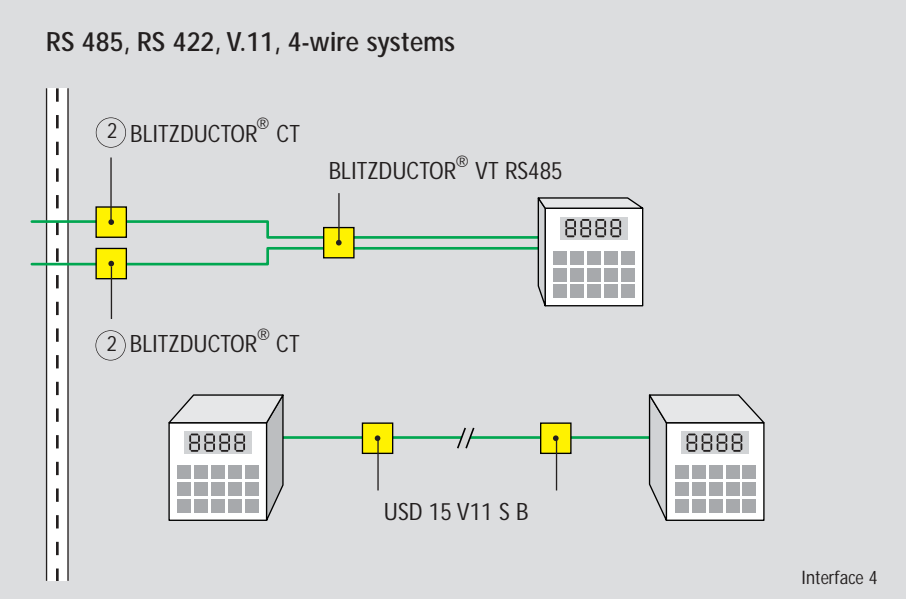 RS 485, RS 422, V.11, 4-wire systems
2 BLITZDUCTOR® CT
BLITZDUCTOR® VT RS485
8888
2 BLITZDUCTOR® CT
8888
8888
USD 15 V11 S B
Interface 4